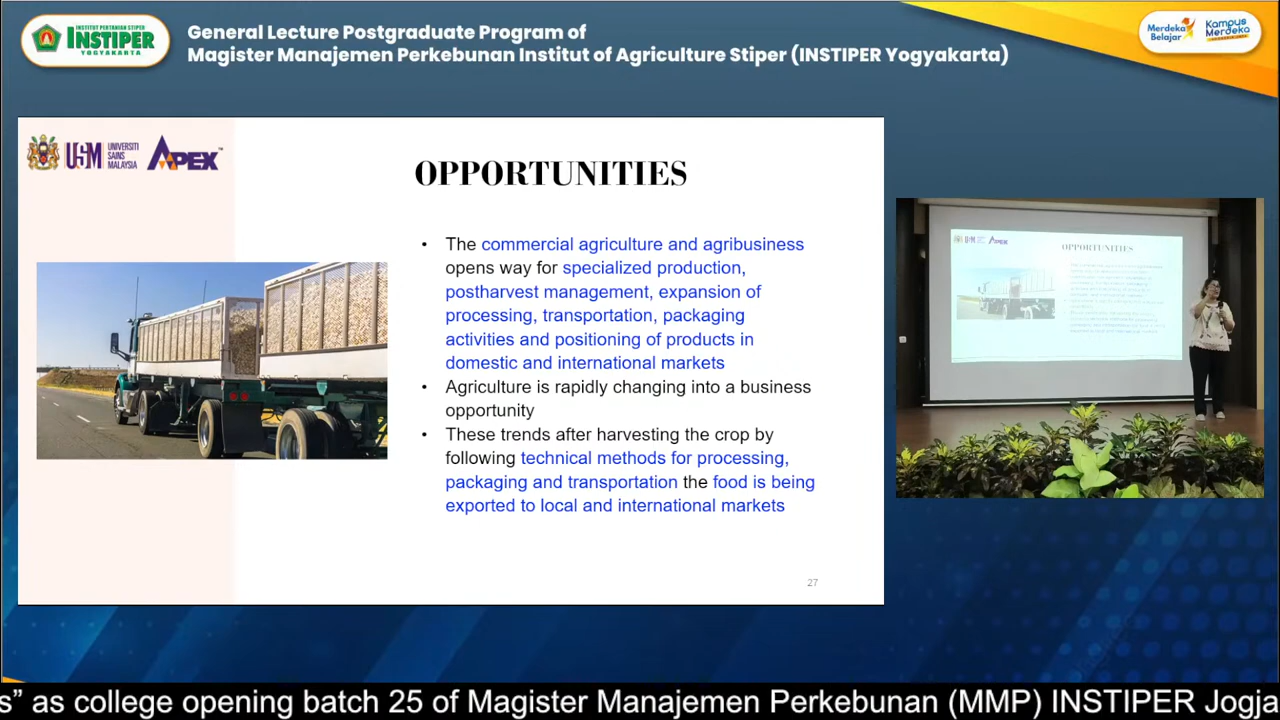 INSTITUT PERTANIAN STIPER
INSTIPER
YOGYAKARTA
General Lecture Postgraduate Program of
Magister Manajemen Perkebunan Institut of Agriculture Stiper (INSTIPER Yogyakarta)
Merdeka
Belajar
Kampus
Merdeka
USM
UNIVERSITI
SAINS
MALAYSIA
APEX™
OPPORTUNITIES
• The commercial agriculture and agribusiness
opens way for specialized production,
postharvest management, expansion of
processing, transportation, packaging
activities and positioning of products in
domestic and international markets
• Agriculture is rapidly changing into a business
opportunity
• These trends after harvesting the crop by
following technical methods for processing,
packaging and transportation the food is being
exported to local and international markets
27
APEX
OPPORTUNITIES
s” as college opening batch 25 of Magister Manajemen Perkebunan (MMP) INSTIPER Jogja